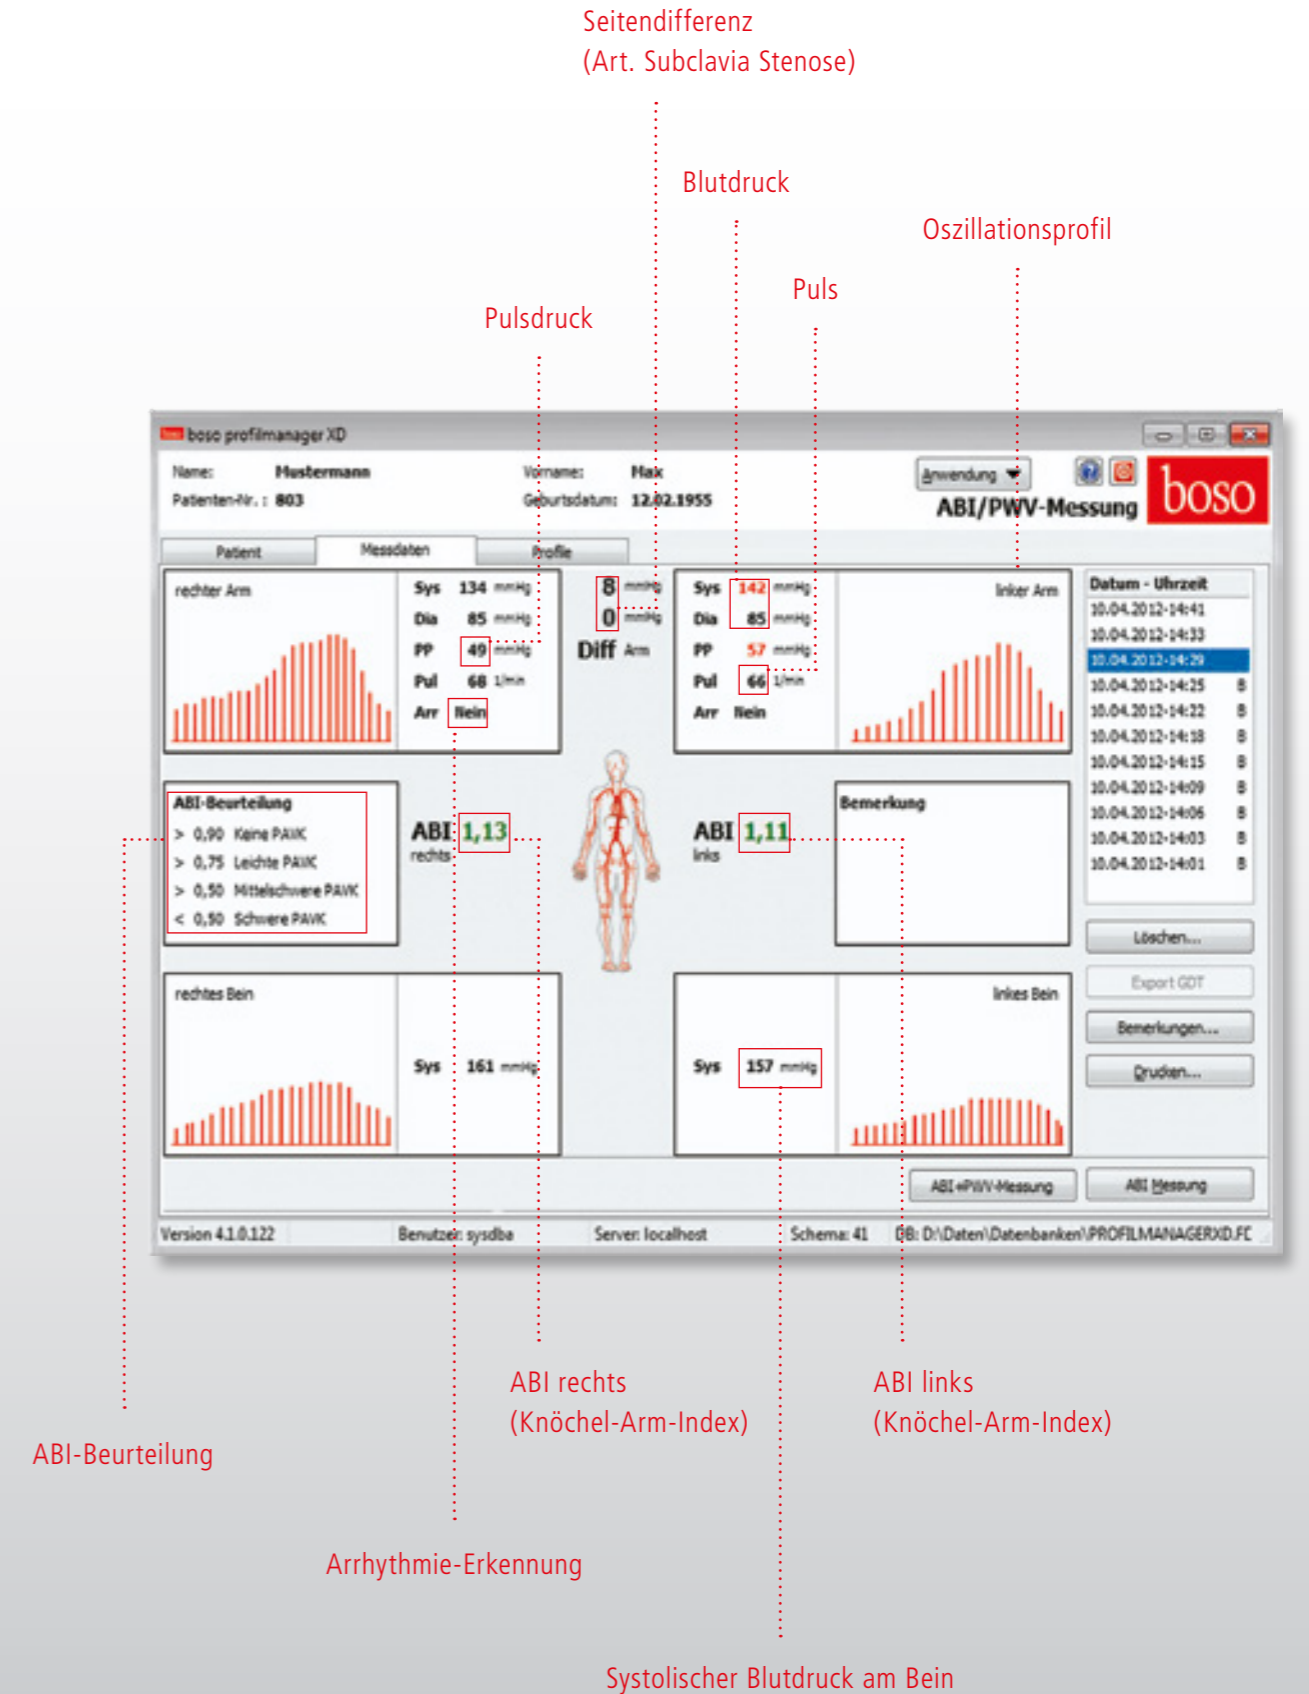 Seitendifferenz
(Art. Subclavia Stenose)
Blutdruck
Oszillationsprofil
Puls
Pulsdruck
boso profilmanager XD
Name: Mustermann Vorname: Max Anwendung
Patienten-Nr. : 803 Geburtsdatum: 12.02.1955 ABI/PWV-Messung
boso
Patient Messdaten Profile
rechter Arm
Sys 134 mmHg
Dia 85 mmHg
PP 49 mmHg
Pul 68 1/min
Arr Nein
8 mmHg
0 mmHg
Diff Arm
Sys 142 mmHg
Dia 85 mmHg
PP 57 mmHg
Pul 66 1/min
Arr Nein
linker Arm
Datum - Uhrzeit
10.04.2012-14:41
10.04.2012-14:33
10.04.2012-14:29
10.04.2012-14:25 B
10.04.2012-14:22 B
10.04.2012-14:18 B
10.04.2012-14:15 B
10.04.2012-14:09 B
10.04.2012-14:06 B
10.04.2012-14:03 B
10.04.2012-14:01 B
ABI-Beurteilung
> 0,90 Keine PAVK
> 0,75 Leichte PAVK
> 0,50 Mittelschwere PAVK
< 0,50 Schwere PAVK
ABI 1,13
rechts
ABI 1,11
links
Bemerkung
Löschen...
Export GDT
Bemerkungen...
Drucken...
rechtes Bein
Sys 161 mmHg
Sys 157 mmHg
linkes Bein
ABI+PWV-Messung ABI Messung
Version 4.1.0.122 Benutzer: sysdba Server: localhost Schema: 41 DB: D:\Daten\Datenbanken\PROFILMANAGERXD.FD
ABI rechts
(Knöchel-Arm-Index)
ABI links
(Knöchel-Arm-Index)
ABI-Beurteilung
Arrhythmie-Erkennung
Systolischer Blutdruck am Bein